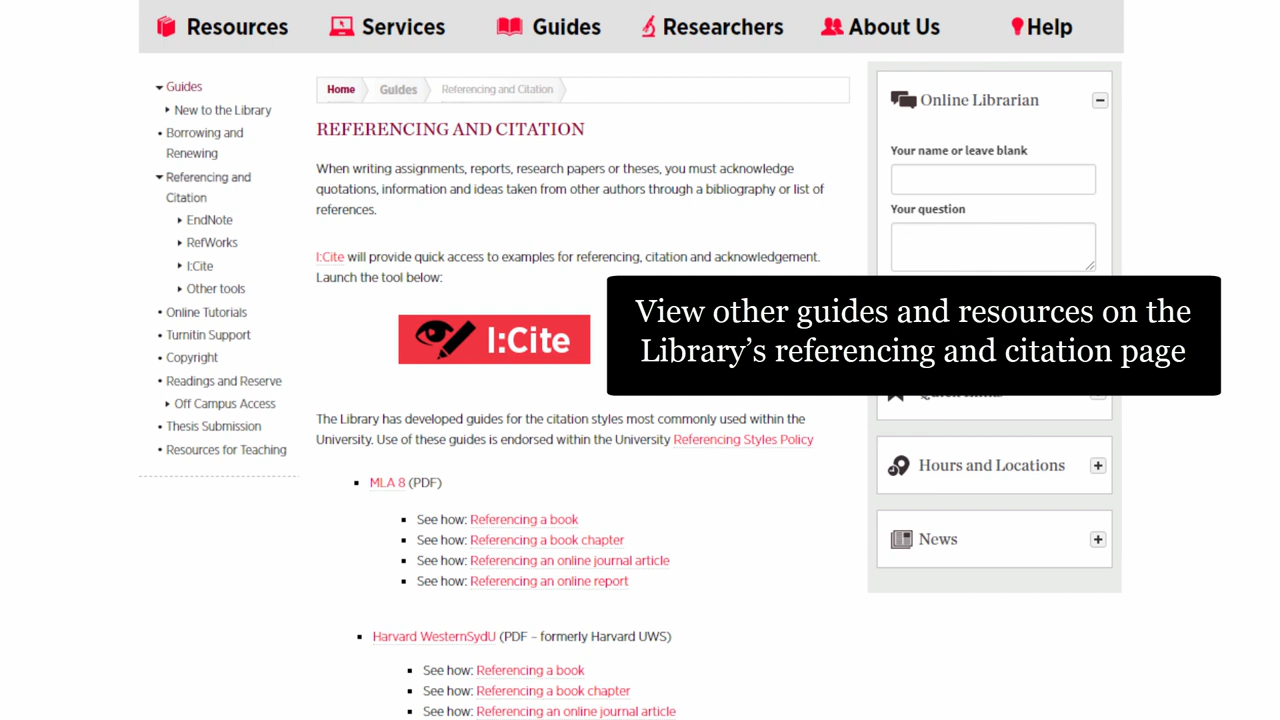 Resources
Services
Guides
Researchers
About Us
Help
Guides
New to the Library
Borrowing and
Renewing
Referencing and
Citation
EndNote
RefWorks
I:Cite
Other tools
Online Tutorials
Turnitin Support
Copyright
Readings and Reserve
Off Campus Access
Thesis Submission
Resources for Teaching
Home
Guides
Referencing and Citation
REFERENCING AND CITATION
When writing assignments, reports, research papers or theses, you must acknowledge
quotations, information and ideas taken from other authors through a bibliography or list of
references.
I:Cite will provide quick access to examples for referencing, citation and acknowledgement.
Launch the tool below:
I:Cite
The Library has developed guides for the citation styles most commonly used within the
University. Use of these guides is endorsed within the University Referencing Styles Policy
MLA 8 (PDF)
See how: Referencing a book
See how: Referencing a book chapter
See how: Referencing an online journal article
See how: Referencing an online report
Harvard WesternSydU (PDF – formerly Harvard UWS)
See how: Referencing a book
See how: Referencing a book chapter
See how: Referencing an online journal article
Online Librarian
Your name or leave blank
Your question
View other guides and resources on the
Library's referencing and citation page
Hours and Locations
News